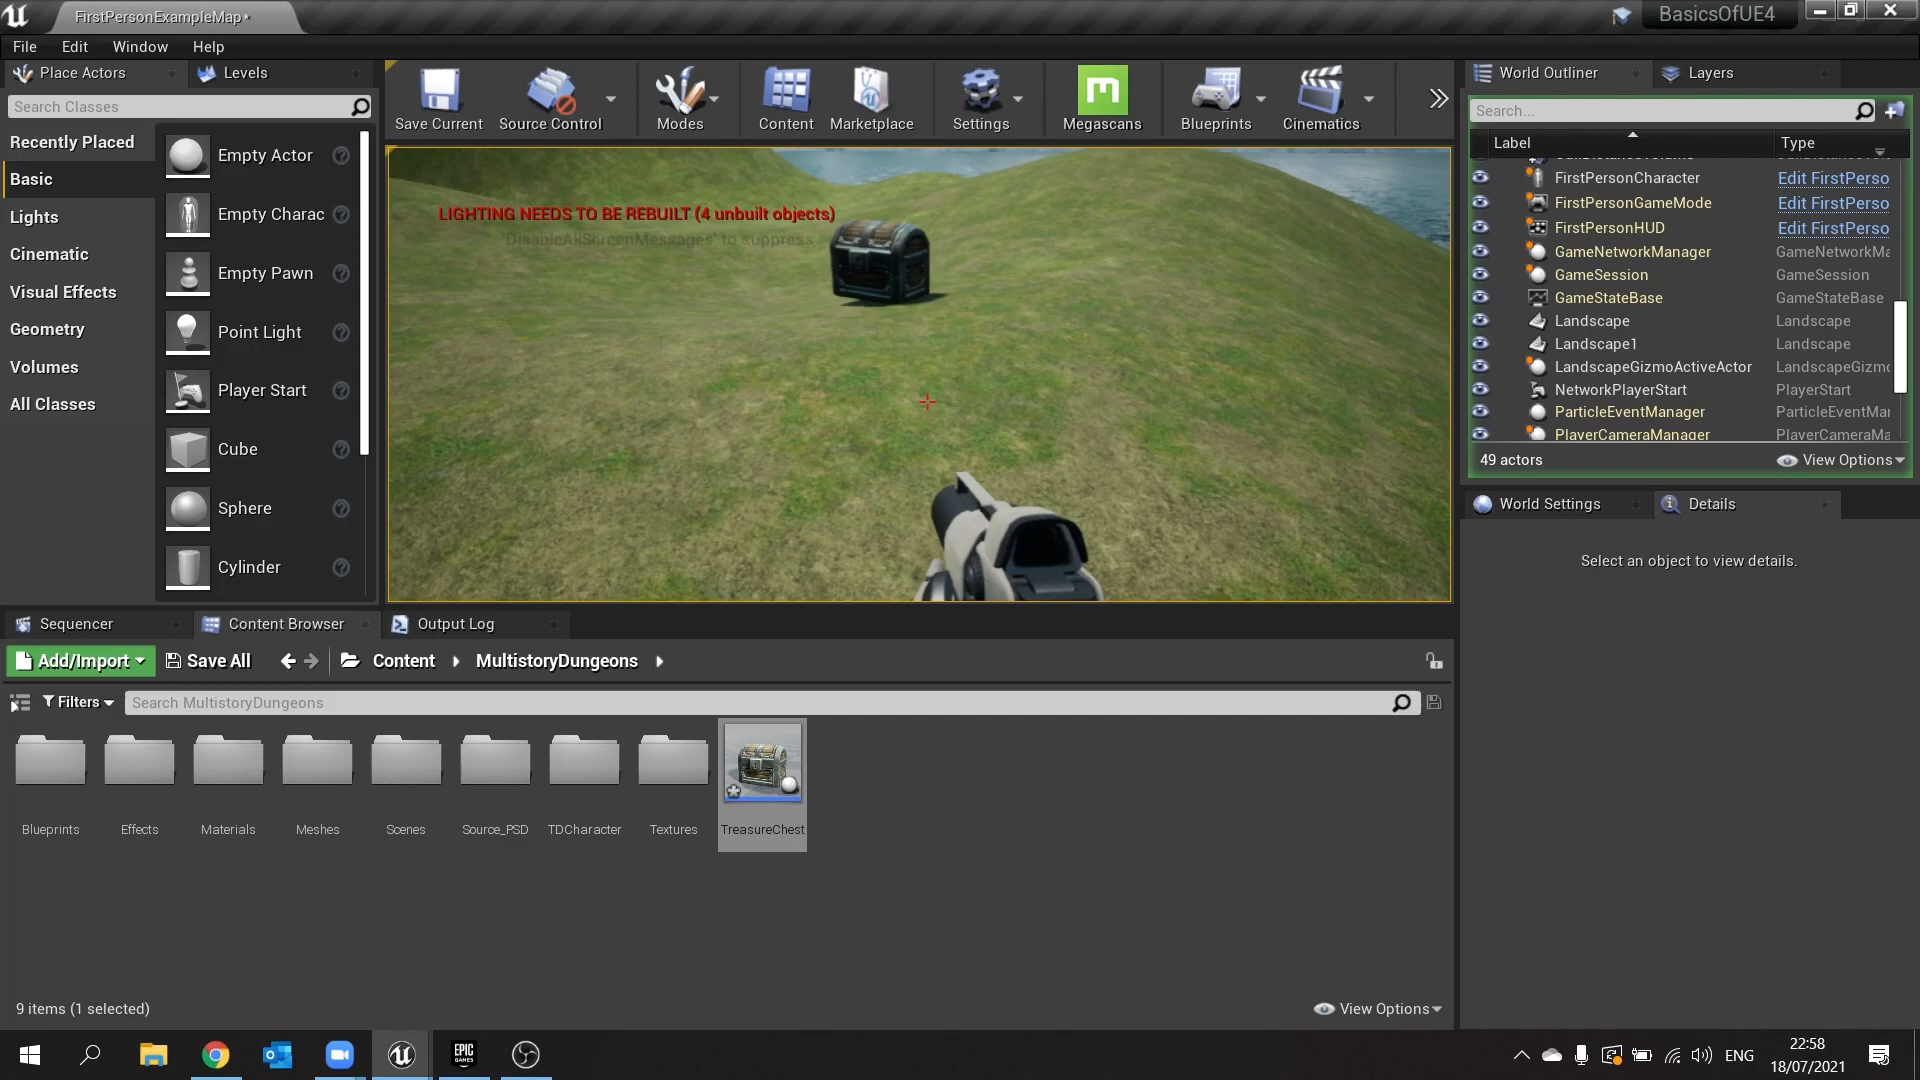 FirstPersonExampleMap*
BasicsOfUE4
File Edit Window Help
Place Actors
Levels
Search Classes
Recently Placed
Basic
Lights
Cinematic
Visual Effects
Geometry
Volumes
All Classes
Empty Actor
Empty Charac
Empty Pawn
Point Light
Player Start
Cube
Sphere
Cylinder
Save Current
Source Control
Modes
Content
Marketplace
Settings
Megascans
Blueprints
Cinematics
LIGHTING NEEDS TO BE REBUILT (4 unbuilt objects)
'DisableAllScreenMessages' to suppress
World Outliner
Layers
Search...
Label Type
FirstPersonCharacter Edit FirstPerso
FirstPersonGameMode Edit FirstPerso
FirstPersonHUD Edit FirstPerso
GameNetworkManager GameNetworkMa
GameSession GameSession
GameStateBase GameStateBase
Landscape Landscape
Landscape1 Landscape
LandscapeGizmoActiveActor LandscapeGizmo
NetworkPlayerStart PlayerStart
ParticleEventManager ParticleEventMan
PlayerCameraManager PlayerCameraMa
49 actors
View Options
World Settings
Details
Select an object to view details.
Sequencer
Content Browser
Output Log
Add/Import
Save All
Content
MultistoryDungeons
Filters
Search MultistoryDungeons
Blueprints
Effects
Materials
Meshes
Scenes
Source_PSD
TDCharacter
Textures
TreasureChest
9 items (1 selected)
View Options
EPIC
GAMES
ENG
22:58
18/07/2021